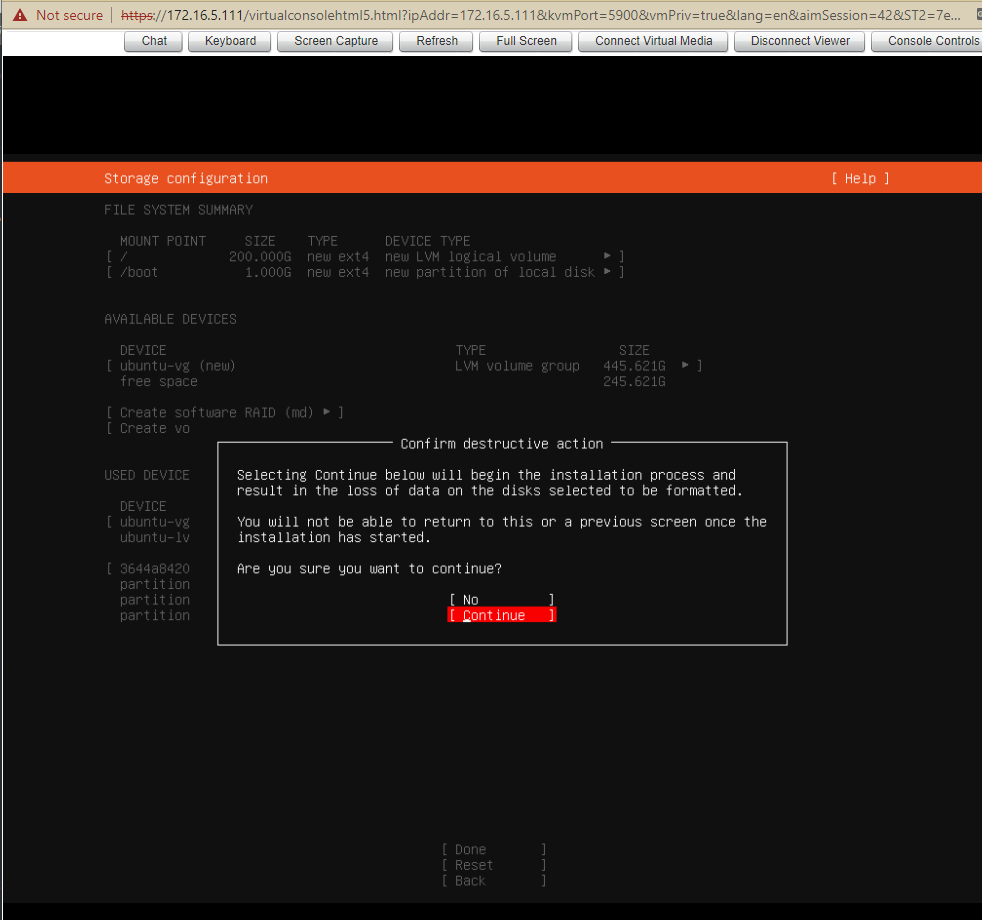 Not secure https://172.16.5.111/virtualconsolehtml5.html?ipAddr=172.16.5.111&kvmPort=5900&vmPriv=true&lang=en&aimSession=42&ST2=7e...
Chat Keyboard Screen Capture Refresh Full Screen Connect Virtual Media Disconnect Viewer Console Controls
Storage configuration [ Help ]
FILE SYSTEM SUMMARY
MOUNT POINT SIZE TYPE DEVICE TYPE
[ / 200.000G new ext4 new LVM logical volume ▸ ]
[ /boot 1.000G new ext4 new partition of local disk ▸ ]
AVAILABLE DEVICES
DEVICE TYPE SIZE
[ ubuntu-vg (new) LVM volume group 445.621G ▸ ]
free space 245.621G
[ Create software RAID (md) ▸ ]
[ Create vo
Confirm destructive action
USED DEVICE
Selecting Continue below will begin the installation process and
result in the loss of data on the disks selected to be formatted.
DEVICE
[ ubuntu-vg
You will not be able to return to this or a previous screen once the
ubuntu-lv
installation has started.
[ 3644a8420
Are you sure you want to continue?
partition
partition
[ No ]
partition
[ Continue ]
[ Done ]
[ Reset ]
[ Back ]